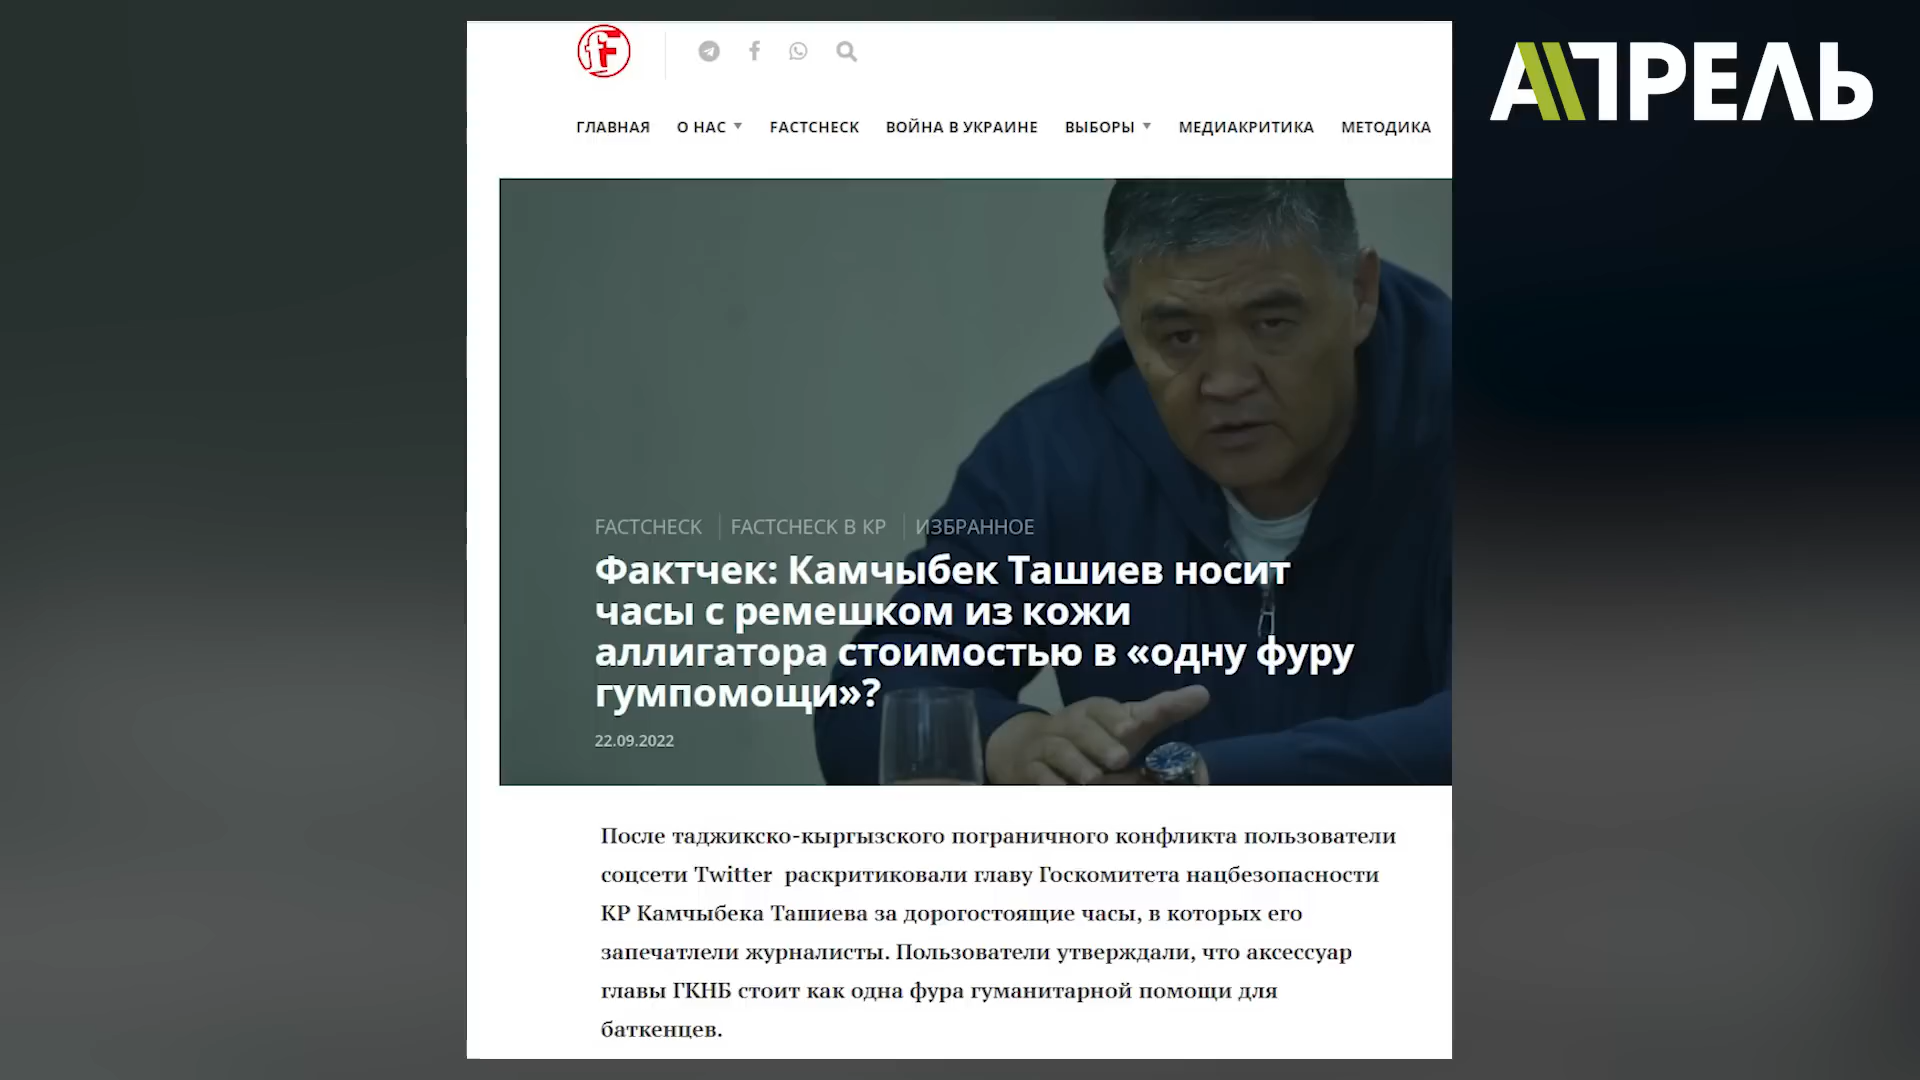 АПРЕЛЬ
ГЛАВНАЯ О НАС FACTCHECK ВОЙНА В УКРАИНЕ ВЫБОРЫ МЕДИАКРИТИКА МЕТОДИКА
FACTCHECK FACTCHECK В КР ИЗБРАННОЕ
Фактчек: Камчыбек Ташиев носит
часы с ремешком из кожи
аллигатора стоимостью в «одну фуру
гумпомощи»?
22.09.2022
После таджикско-кыргызского пограничного конфликта пользователи
соцсети Twitter раскритиковали главу Госкомитета нацбезопасности
КР Камчыбека Ташиева за дорогостоящие часы, в которых его
запечатлели журналисты. Пользователи утверждали, что аксессуар
главы ГКНБ стоит как одна фура гуманитарной помощи для
баткенцев.